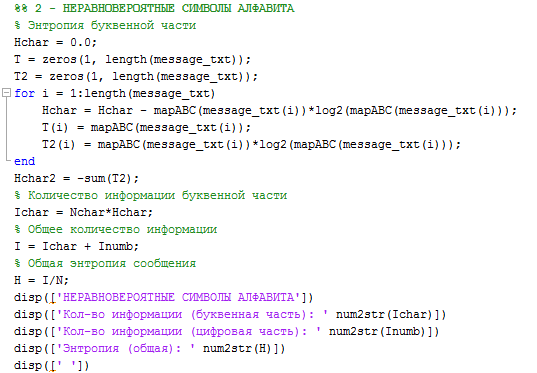 %% 2 - НЕРАВНОВЕРОЯТНЫЕ СИМВОЛЫ АЛФАВИТА
% Энтропия буквенной части
Hchar = 0.0;
T = zeros(1, length(message_txt));
T2 = zeros(1, length(message_txt));
for i = 1:length(message_txt)
Hchar = Hchar - mapABC(message_txt(i))*log2(mapABC(message_txt(i)));
T(i) = mapABC(message_txt(i));
T2(i) = mapABC(message_txt(i))*log2(mapABC(message_txt(i)));
end
Hchar2 = -sum(T2);
% Количество информации буквенной части
Ichar = Nchar*Hchar;
% Общее количество информации
I = Ichar + Inumb;
% Общая энтропия сообщения
H = I/N;
disp(['НЕРАВНОВЕРОЯТНЫЕ СИМВОЛЫ АЛФАВИТА'])
disp(['Кол-во информации (буквенная часть): ' num2str(Ichar)])
disp(['Кол-во информации (цифровая часть): ' num2str(Inumb)])
disp(['Энтропия (общая): ' num2str(H)])
disp([' '])